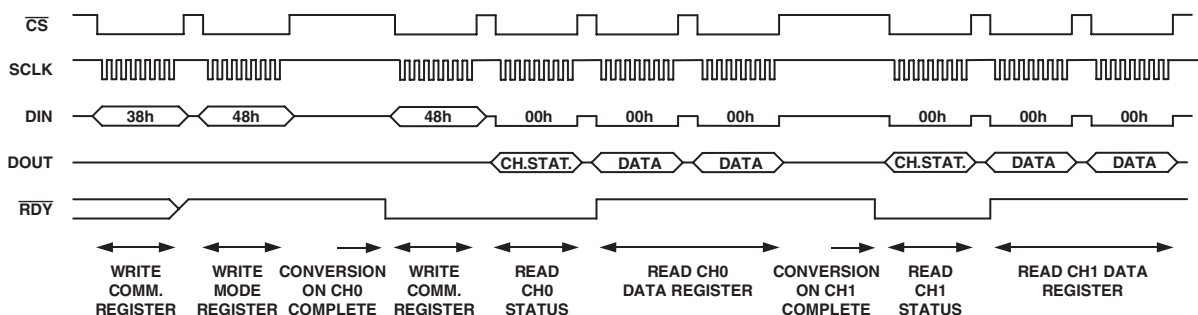 CS
SCLK
DIN 38h 48h 48h 00h 00h 00h 00h 00h 00h
DOUT CH.STAT. DATA DATA CH.STAT. DATA DATA
RDY
WRITE COMM. REGISTER
WRITE MODE REGISTER
CONVERSION ON CH0 COMPLETE
WRITE COMM. REGISTER
READ CH0 STATUS
READ CH0 DATA REGISTER
CONVERSION ON CH1 COMPLETE
READ CH1 STATUS
READ CH1 DATA REGISTER